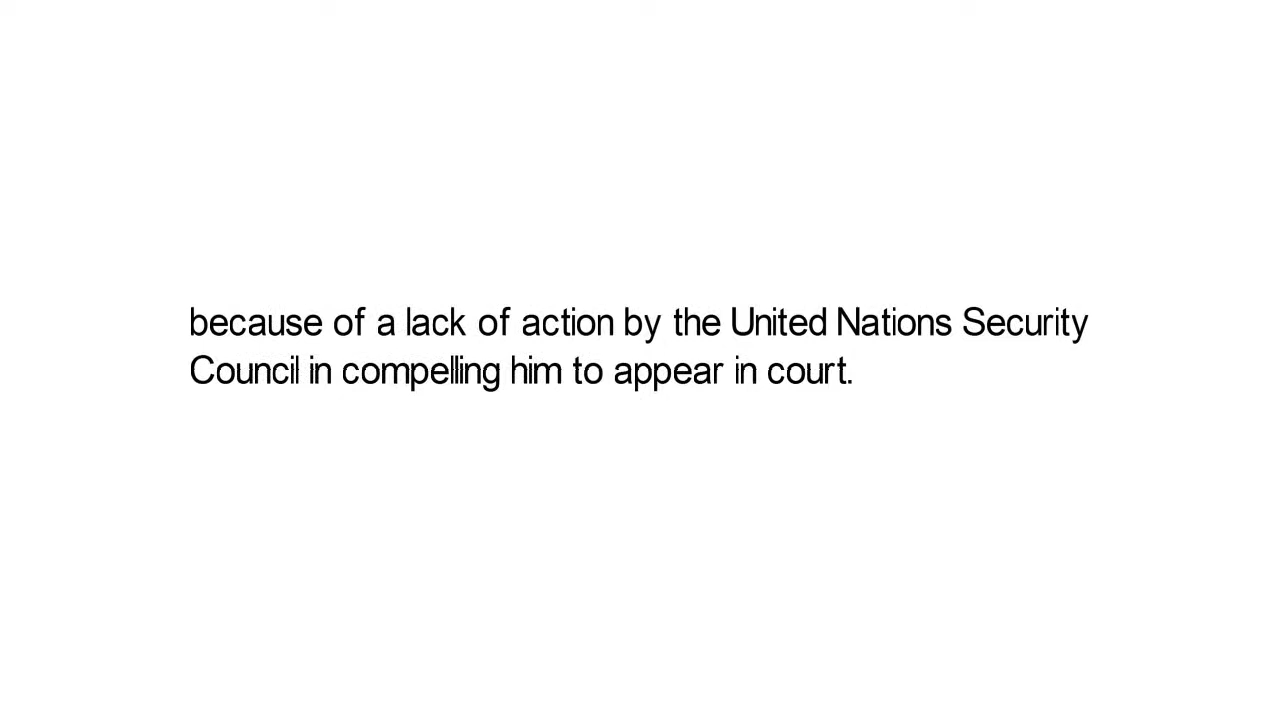 because of a lack of action by the United Nations Security
Council in compelling him to appear in court.